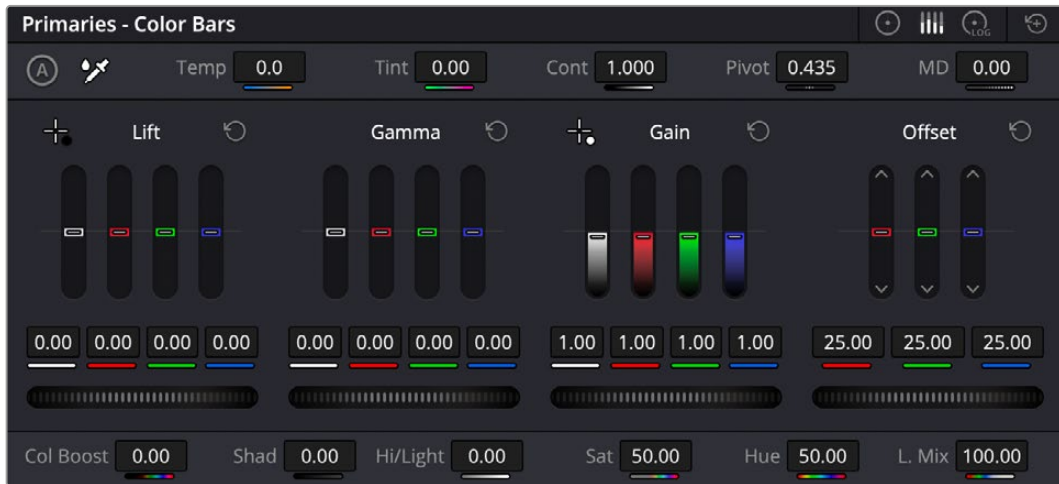 Primaries - Color Bars
LOG
A Temp 0.0 Tint 0.00 Cont 1.000 Pivot 0.435 MD 0.00
Lift Gamma Gain Offset
0.00 0.00 0.00 0.00 0.00 0.00 0.00 0.00 1.00 1.00 1.00 1.00 25.00 25.00 25.00
Col Boost 0.00 Shad 0.00 Hi/Light 0.00 Sat 50.00 Hue 50.00 L. Mix 100.00